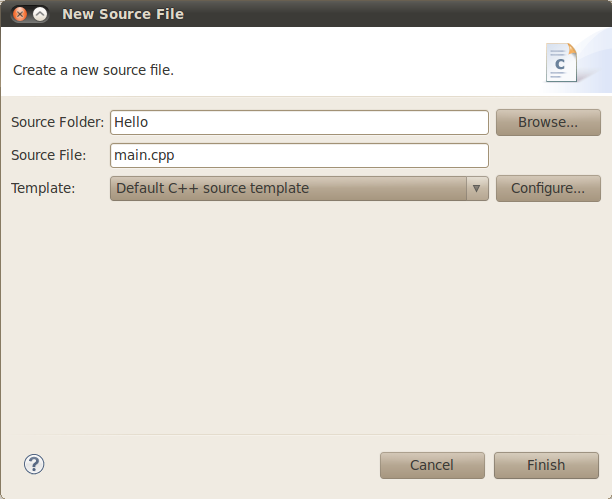 New Source File
Create a new source file.
C
Source Folder: Hello Browse...
Source File: main.cpp
Template: Default C++ source template Configure...
? Cancel Finish